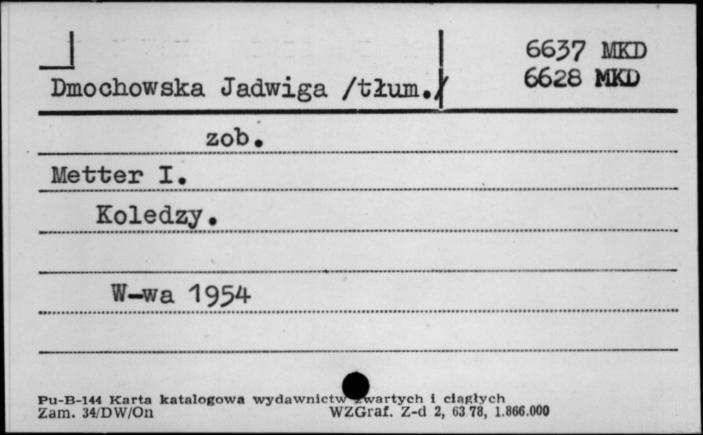 6637 MKD
Dmochowska Jadwiga /tłum./ 6628 MKD
zob.
Metter I.
Koledzy.
W-wa 1954
Pu-B-144 Karta katalogowa wydawnictw zwartych i ciągłych
Zam. 34/DW/On WZGraf. Z-d 2, 63 78, 1.866.000